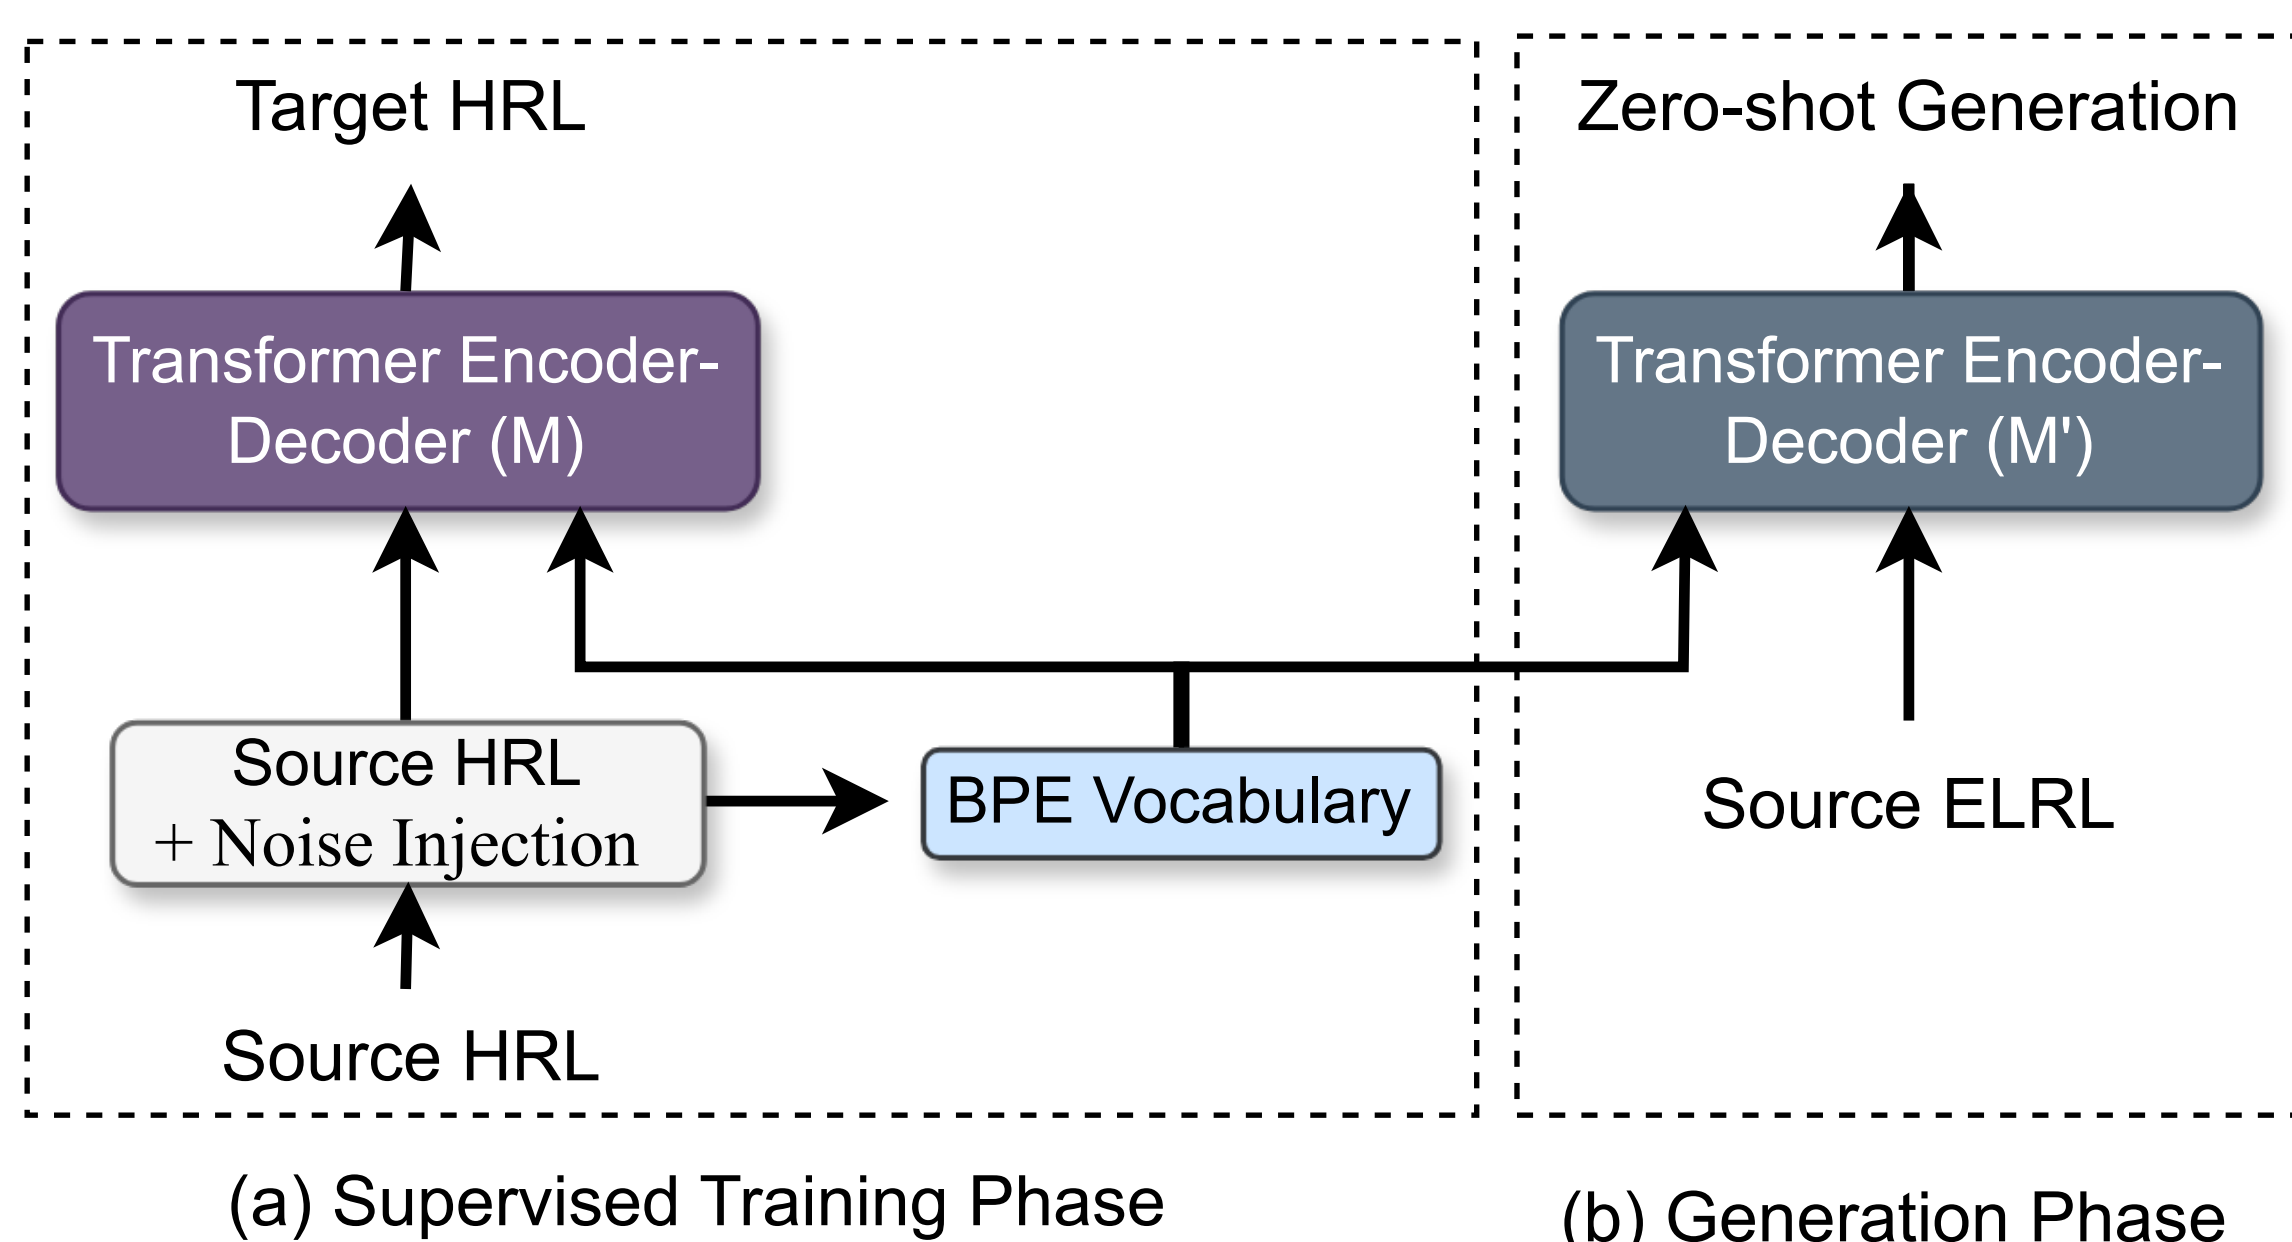 Target HRL
Transformer Encoder-
Decoder (M)
Source HRL
+ Noise Injection
BPE Vocabulary
Source HRL
(a) Supervised Training Phase
Zero-shot Generation
Transformer Encoder-
Decoder (M')
Source ELRL
(b) Generation Phase